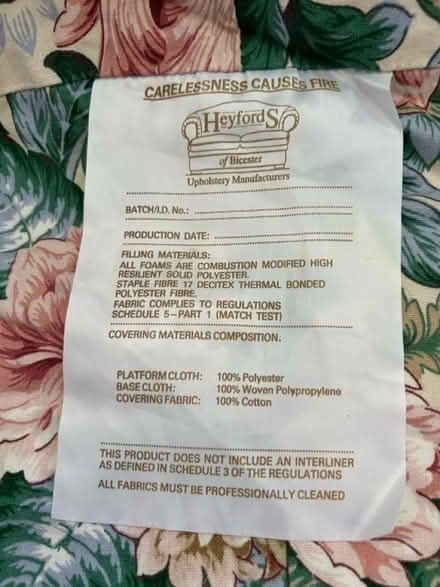 CARELESSNESS CAUSES FIRE
HeyfordS
of Bicester
Upholstery Manufacturers
BATCH/I.D. No.:
PRODUCTION DATE:
FILLING MATERIALS:
ALL FOAMS ARE COMBUSTION MODIFIED HIGH
RESILIENT SOLID POLYESTER.
STAPLE FIBRE 17 DECITEX THERMAL BONDED
POLYESTER FIBRE.
FABRIC COMPLIES TO REGULATIONS
SCHEDULE 5-PART 1 (MATCH TEST)
COVERING MATERIALS COMPOSITION.
PLATFORM CLOTH: 100% Polyester
BASE CLOTH: 100% Woven Polypropylene
COVERING FABRIC: 100% Cotton
THIS PRODUCT DOES NOT INCLUDE AN INTERLINER
AS DEFINED IN SCHEDULE 3 OF THE REGULATIONS
ALL FABRICS MUST BE PROFESSIONALLY CLEANED